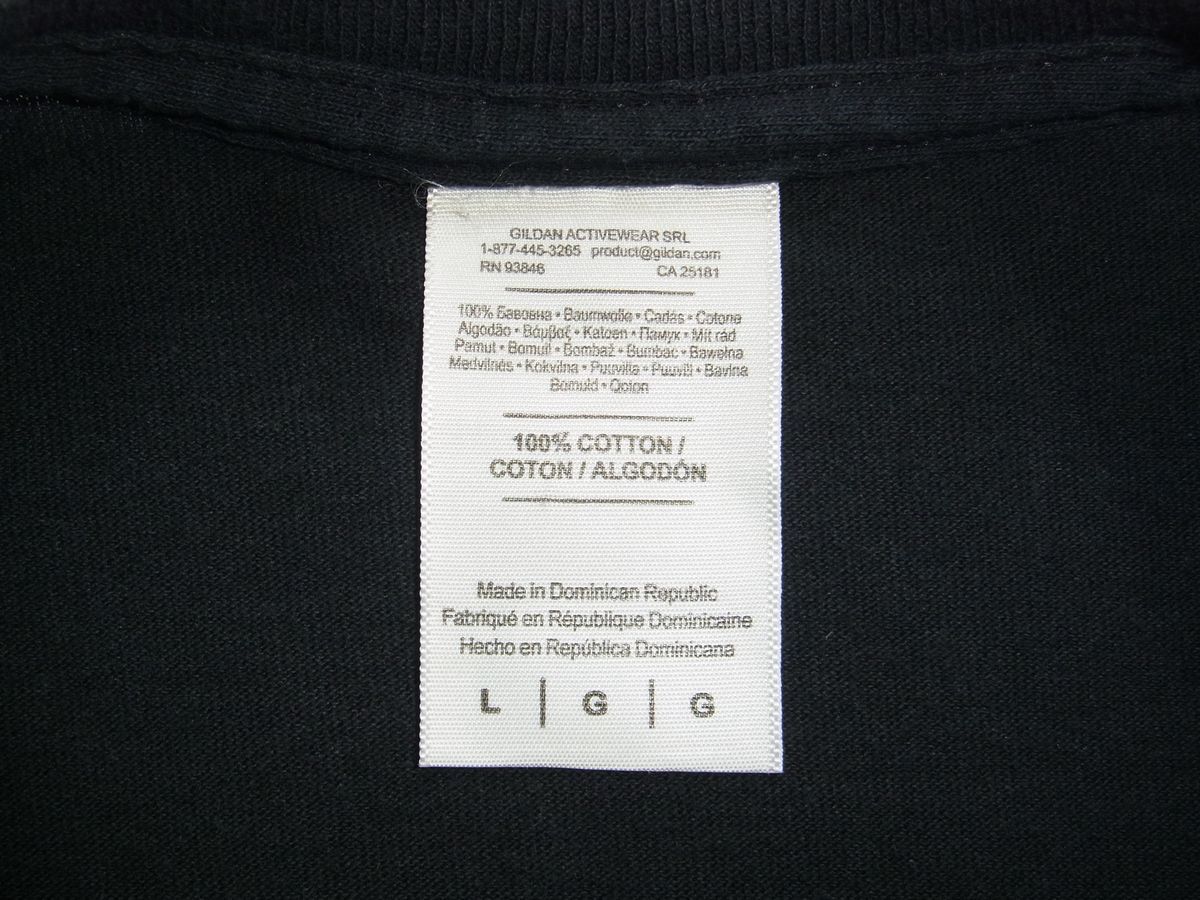 GILDAN ACTIVEWEAR SRL
1-877-445-3265 product@gildan.com
RN 93846 CA 25181
100% Бавовна • Baumwolle • Cadás • Cotone
Algodão • Βάμβαξ • Katoen • Памук • Mit rád
Pamut • Bomull • Bombaž • Bumbac • Bawełna
Medvilnės • Kokvilna • Puuvilla • Puuvill • Bavlna
Bomuld • Qoton
100% COTTON /
COTON / ALGODÓN
Made in Dominican Republic
Fabriqué en République Dominicaine
Hecho en República Dominicana
L | G | G